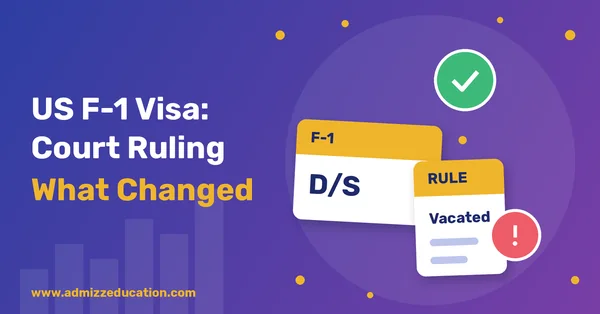 US F-1 Visa:
Court Ruling
What Changed
F-1
D/S
RULE
Vacated
!
www.admizzeducation.com